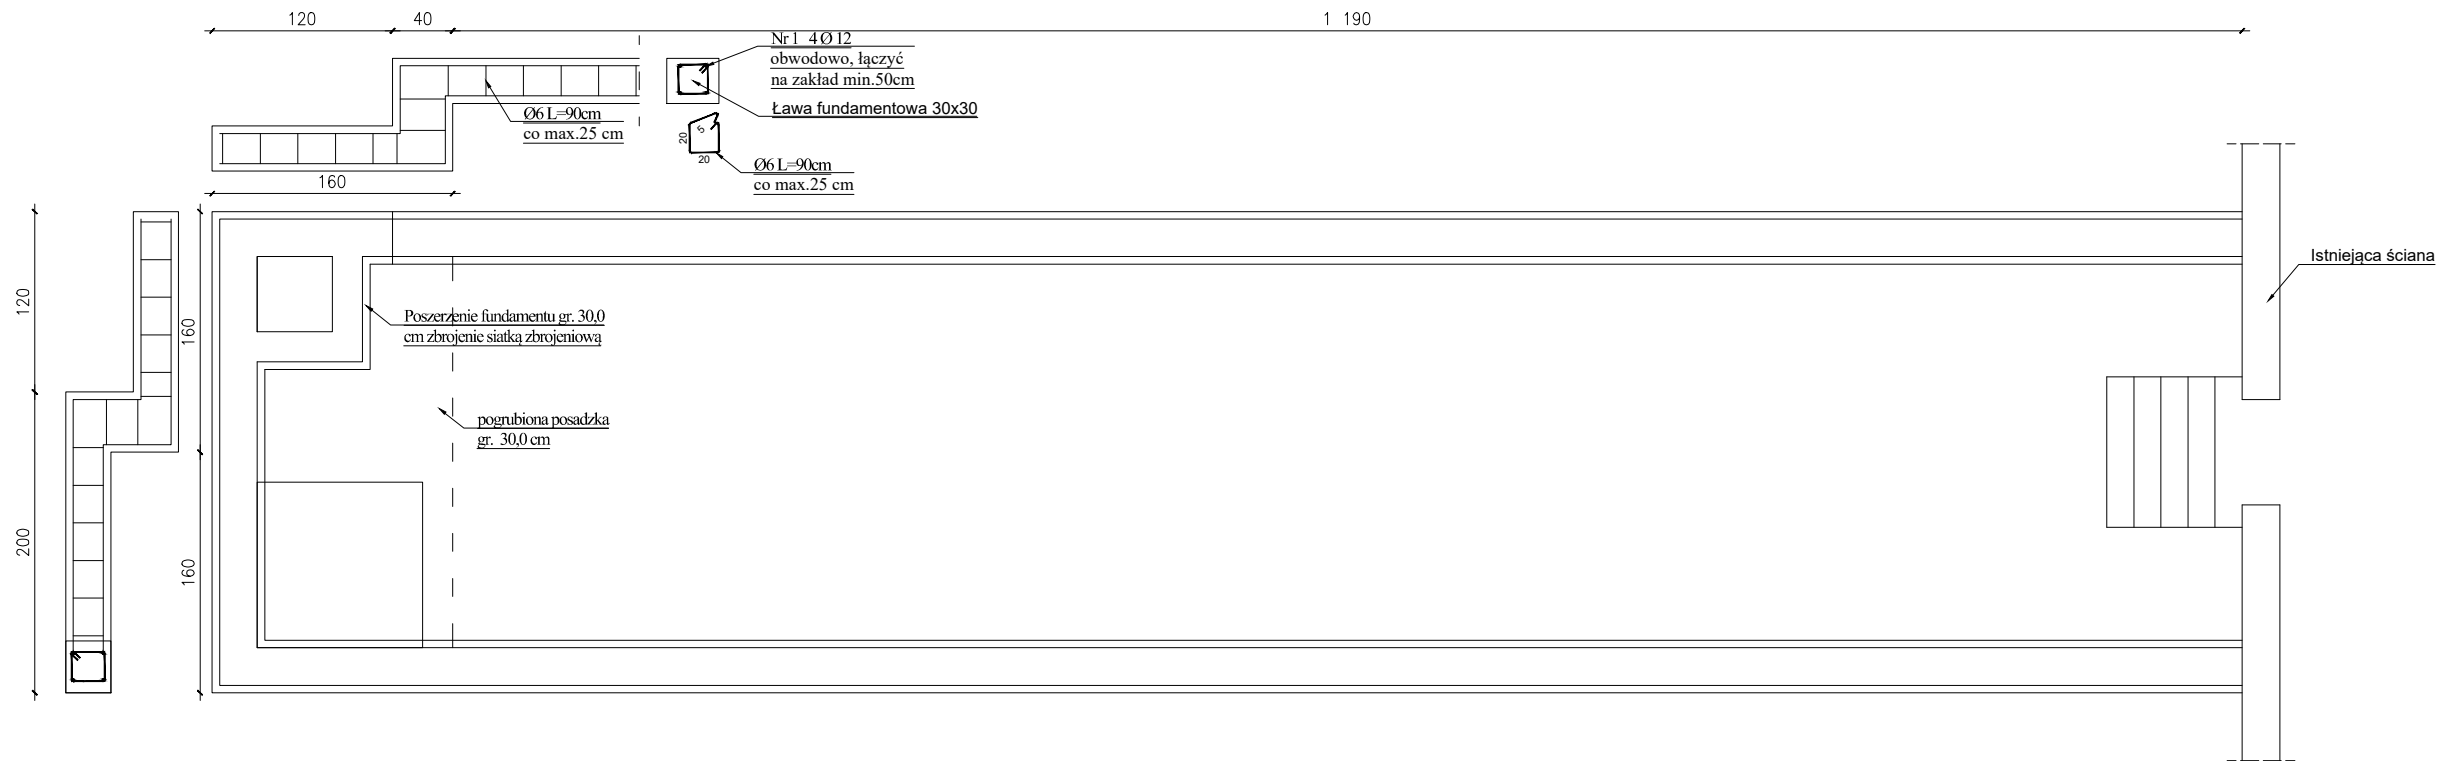 120
40
1 190
Nr 1 4 Ø 12
obwodowo, łączyć
na zakład min.50cm
Ława fundamentowa 30x30
Ø6 L=90cm
co max.25 cm
20
5
20
Ø6 L=90cm
co max.25 cm
160
120
160
200
160
Istniejąca ściana
Poszerzenie fundamentu gr. 30,0
cm zbrojenie siatką zbrojeniową
pogrubiona posadzka
gr. 30,0 cm